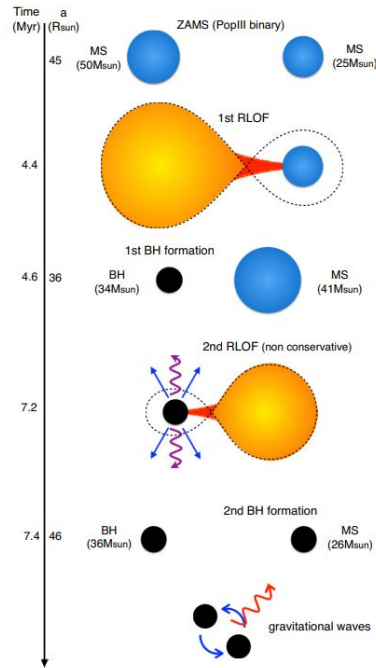 Time (Myr) a (Rsun) ZAMS (PopIII binary)
45 MS (50Msun) MS (25Msun)
1st RLOF
4.4
1st BH formation
4.6 36 BH (34Msun) MS (41Msun)
2nd RLOF (non conservative)
7.2
2nd BH formation
7.4 46 BH (36Msun) MS (26Msun)
gravitational waves